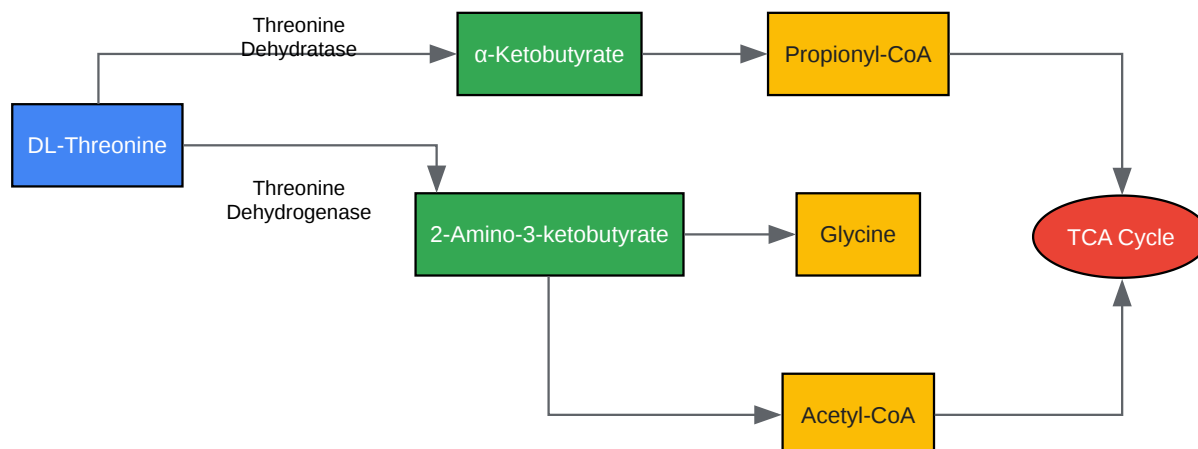 Threonine
Dehydratase
α-Ketobutyrate
Propionyl-CoA
DL-Threonine
Threonine
Dehydrogenase
2-Amino-3-ketobutyrate
Glycine
TCA Cycle
Acetyl-CoA